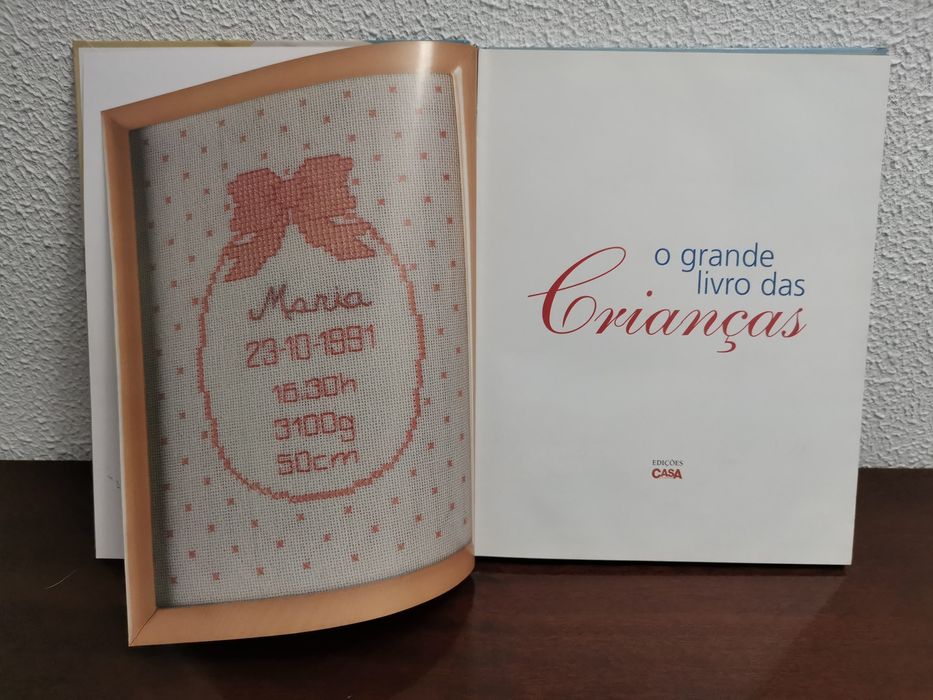 Maria
23-10-1991
16.30h
3100g
50cm
o grande
livro das
Crianças
EDIÇÕES
CASA